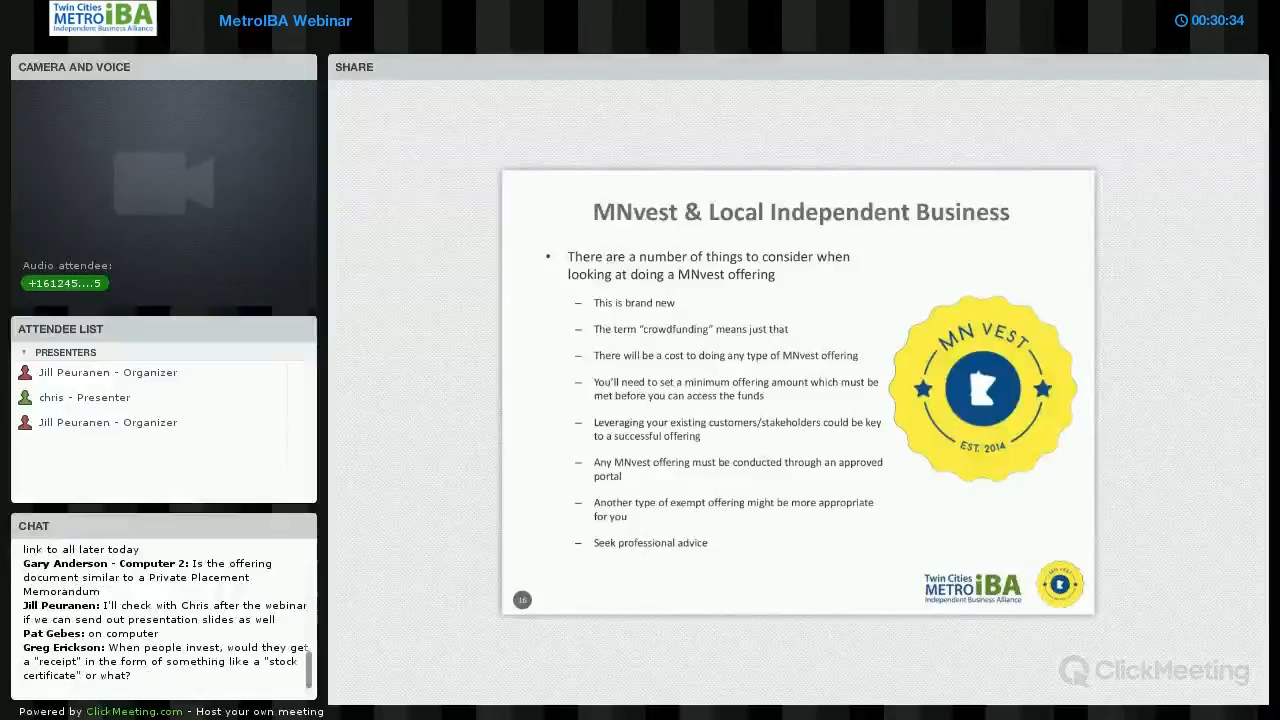 Twin Cities
METRO iBA
Independent Business Alliance
MetroIBA Webinar
00:30:34
CAMERA AND VOICE
Audio attendee:
+161245....5
ATTENDEE LIST
PRESENTERS
Jill Peuranen - Organizer
chris - Presenter
Jill Peuranen - Organizer
CHAT
link to all later today
Gary Anderson - Computer 2: Is the offering
document similar to a Private Placement
Memorandum
Jill Peuranen: I'll check with Chris after the webinar
if we can send out presentation slides as well
Pat Gebes: on computer
Greg Erickson: When people invest, would they get
a "receipt" in the form of something like a "stock
certificate" or what?
Powered by ClickMeeting.com - Host your own meeting
SHARE
MNvest & Local Independent Business
• There are a number of things to consider when
looking at doing a MNvest offering
– This is brand new
– The term “crowdfunding” means just that
– There will be a cost to doing any type of MNvest offering
– You’ll need to set a minimum offering amount which must be
met before you can access the funds
– Leveraging your existing customers/stakeholders could be key
to a successful offering
– Any MNvest offering must be conducted through an approved
portal
– Another type of exempt offering might be more appropriate
for you
– Seek professional advice
MN VEST
EST. 2014
16
Twin Cities
METRO iBA
Independent Business Alliance
ClickMeeting